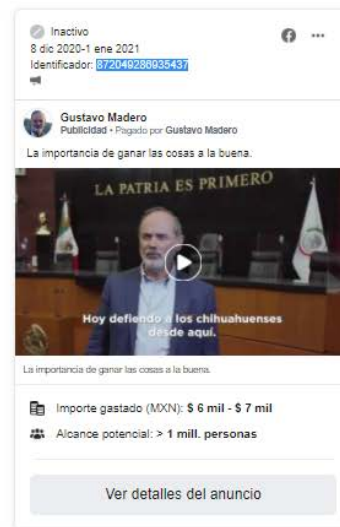 Inactivo
8 dic 2020-1 ene 2021
Identificador: 872049286935437
Gustavo Madero
Publicidad • Pagado por Gustavo Madero
La importancia de ganar las cosas a la buena.
LA PATRIA ES PRIMERO
Hoy defiendo a los chihuahuenses
desde aquí.
La importancia de ganar las cosas a la buena.
Importe gastado (MXN): $ 6 mil - $ 7 mil
Alcance potencial: > 1 mill. personas
Ver detalles del anuncio